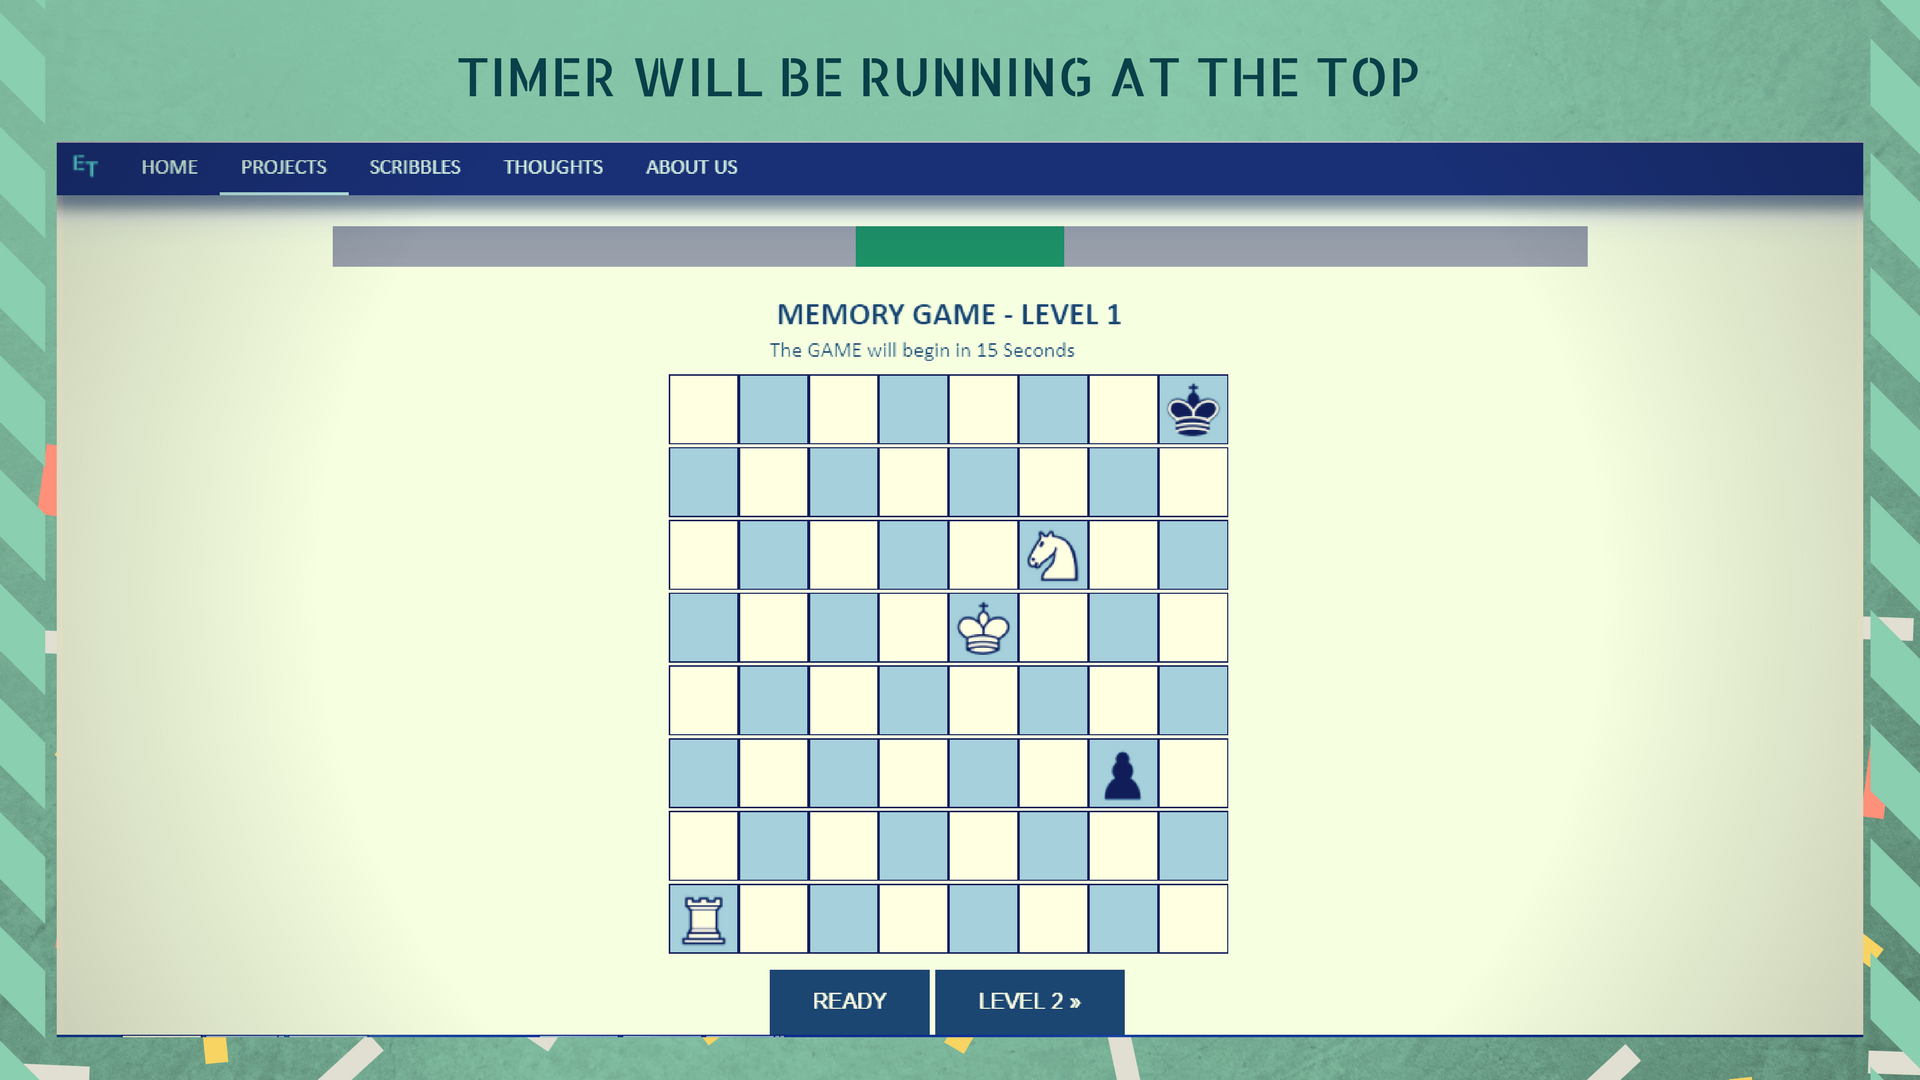 TIMER WILL BE RUNNING AT THE TOP
ET HOME PROJECTS SCRIBBLES THOUGHTS ABOUT US
MEMORY GAME - LEVEL 1
The GAME will begin in 15 Seconds
READY LEVEL 2 »